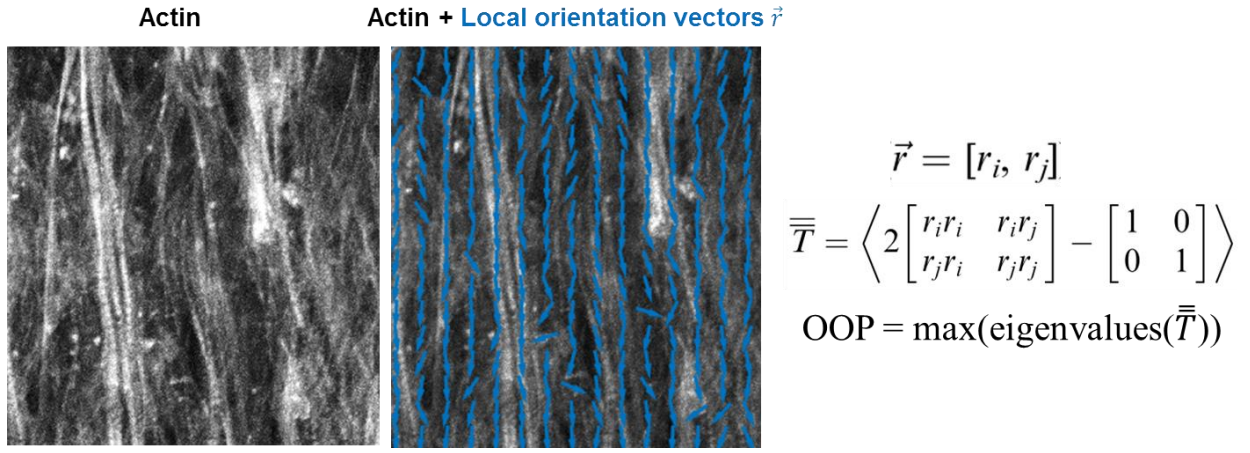 Actin
Actin + Local orientation vectors r⃗
r⃗ = [rᵢ, rⱼ]
T̿ = ⟨2[rᵢrᵢ rᵢrⱼ; rⱼrᵢ rⱼrⱼ] − [1 0; 0 1]⟩
OOP = max(eigenvalues(T̿))